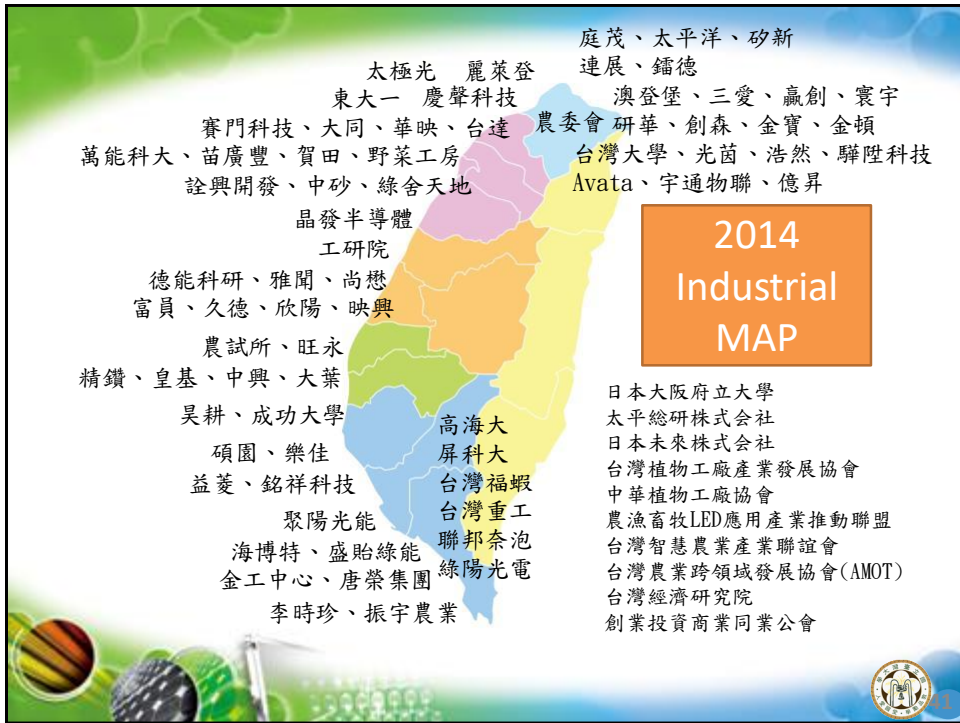 庭茂、太平洋、矽新
連展、鐳德
太極光 麗萊登
東大一 慶聲科技
澳登堡、三愛、贏創、寰宇
賽門科技、大同、華映、台達
農委會
研華、創森、金寶、金頓
萬能科大、苗廣豐、賀田、野菜工房
台灣大學、光茵、浩然、驊陞科技
詮興開發、中砂、綠舍天地
Avata、宇通物聯、億昇
晶發半導體
工研院
德能科研、雅聞、尚懋
富員、久德、欣陽、映興
2014
Industrial
MAP
農試所、旺永
精鑽、皇基、中興、大葉
昊耕、成功大學
碩園、樂佳
益菱、銘祥科技
聚陽光能
海博特、盛貽綠能
金工中心、唐榮集團
李時珍、振宇農業
高海大
屏科大
台灣福蝦
台灣重工
聯邦奈泡
綠陽光電
日本大阪府立大學
太平総研株式会社
日本未來株式会社
台灣植物工廠產業發展協會
中華植物工廠協會
農漁畜牧LED應用產業推動聯盟
台灣智慧農業產業聯誼會
台灣農業跨領域發展協會(AMOT)
台灣經濟研究院
創業投資商業同業公會
41